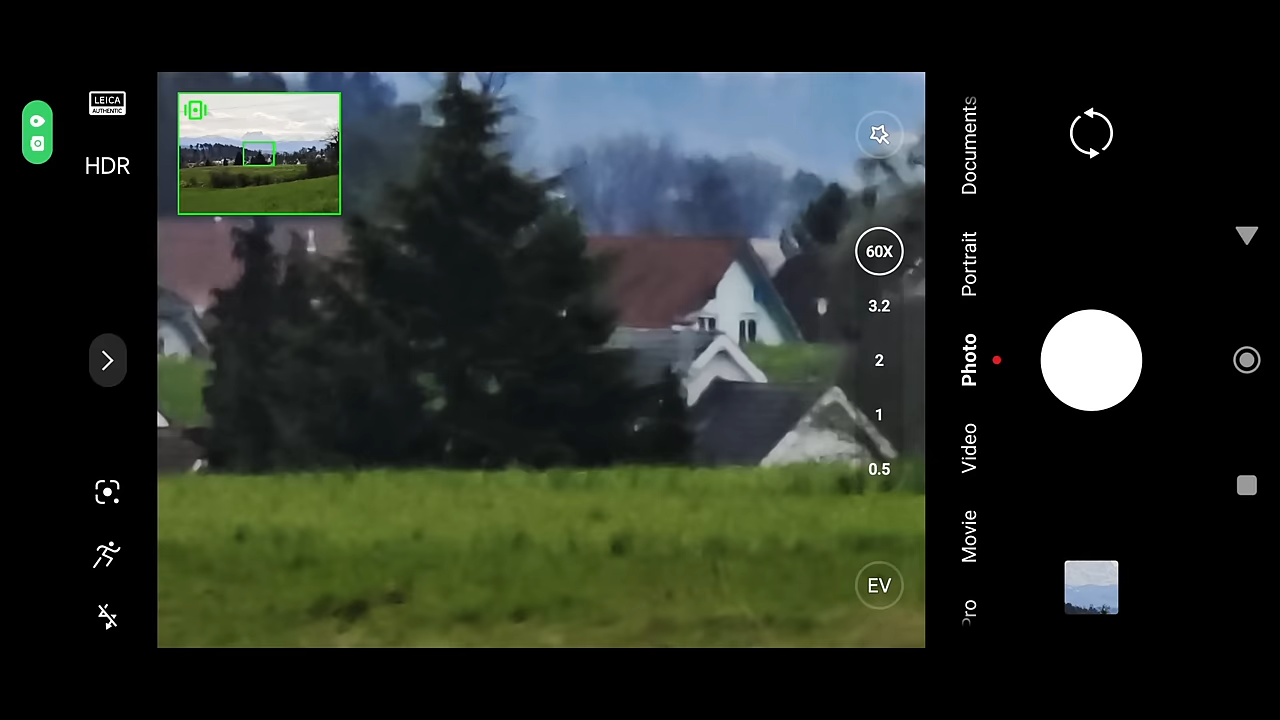 LEICA
AUTHENTIC
HDR
60X
3.2
2
1
0.5
EV
Documents
Portrait
Photo
Video
Movie
Pro